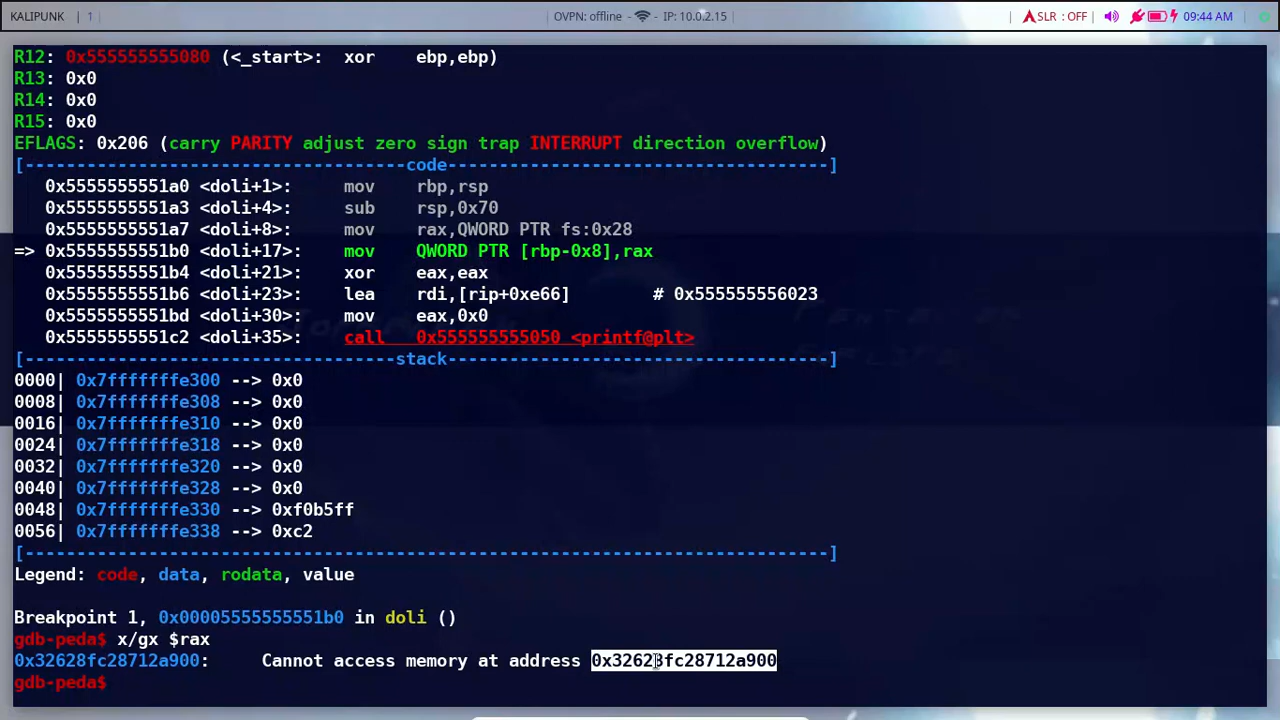 KALIPUNK | 1 | OVPN: offline - IP: 10.0.2.15 | SLR : OFF | 09:44 AM |
R12: 0x555555555080 (<_start>: xor ebp,ebp)
R13: 0x0
R14: 0x0
R15: 0x0
EFLAGS: 0x206 (carry PARITY adjust zero sign trap INTERRUPT direction overflow)
[-------------------------------------code-------------------------------------]
0x5555555551a0 <doli+1>: mov rbp,rsp
0x5555555551a3 <doli+4>: sub rsp,0x70
0x5555555551a7 <doli+8>: mov rax,QWORD PTR fs:0x28
=> 0x5555555551b0 <doli+17>: mov QWORD PTR [rbp-0x8],rax
0x5555555551b4 <doli+21>: xor eax,eax
0x5555555551b6 <doli+23>: lea rdi,[rip+0xe66] # 0x555555556023
0x5555555551bd <doli+30>: mov eax,0x0
0x5555555551c2 <doli+35>: call 0x555555555050 <printf@plt>
[------------------------------------stack-------------------------------------]
0000| 0x7fffffffe300 --> 0x0
0008| 0x7fffffffe308 --> 0x0
0016| 0x7fffffffe310 --> 0x0
0024| 0x7fffffffe318 --> 0x0
0032| 0x7fffffffe320 --> 0x0
0040| 0x7fffffffe328 --> 0x0
0048| 0x7fffffffe330 --> 0xf0b5ff
0056| 0x7fffffffe338 --> 0xc2
[------------------------------------------------------------------------------]
Legend: code, data, rodata, value
Breakpoint 1, 0x00005555555551b0 in doli ()
gdb-peda$ x/gx $rax
0x32628fc28712a900: Cannot access memory at address 0x32628fc28712a900
gdb-peda$